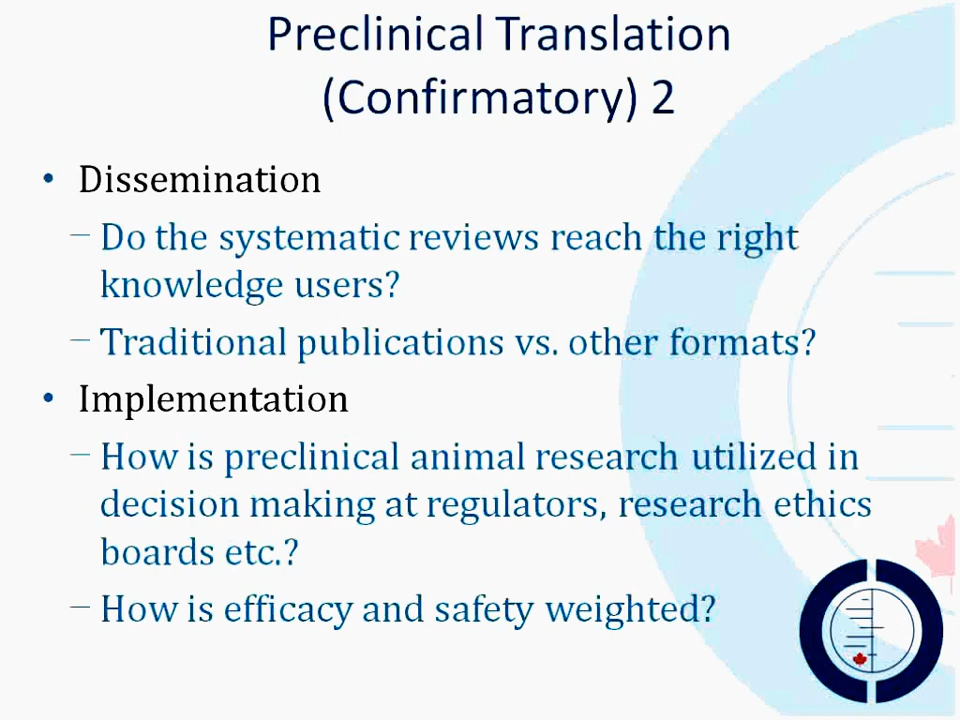 Preclinical Translation
(Confirmatory) 2
• Dissemination
– Do the systematic reviews reach the right
knowledge users?
– Traditional publications vs. other formats?
• Implementation
– How is preclinical animal research utilized in
decision making at regulators, research ethics
boards etc.?
– How is efficacy and safety weighted?